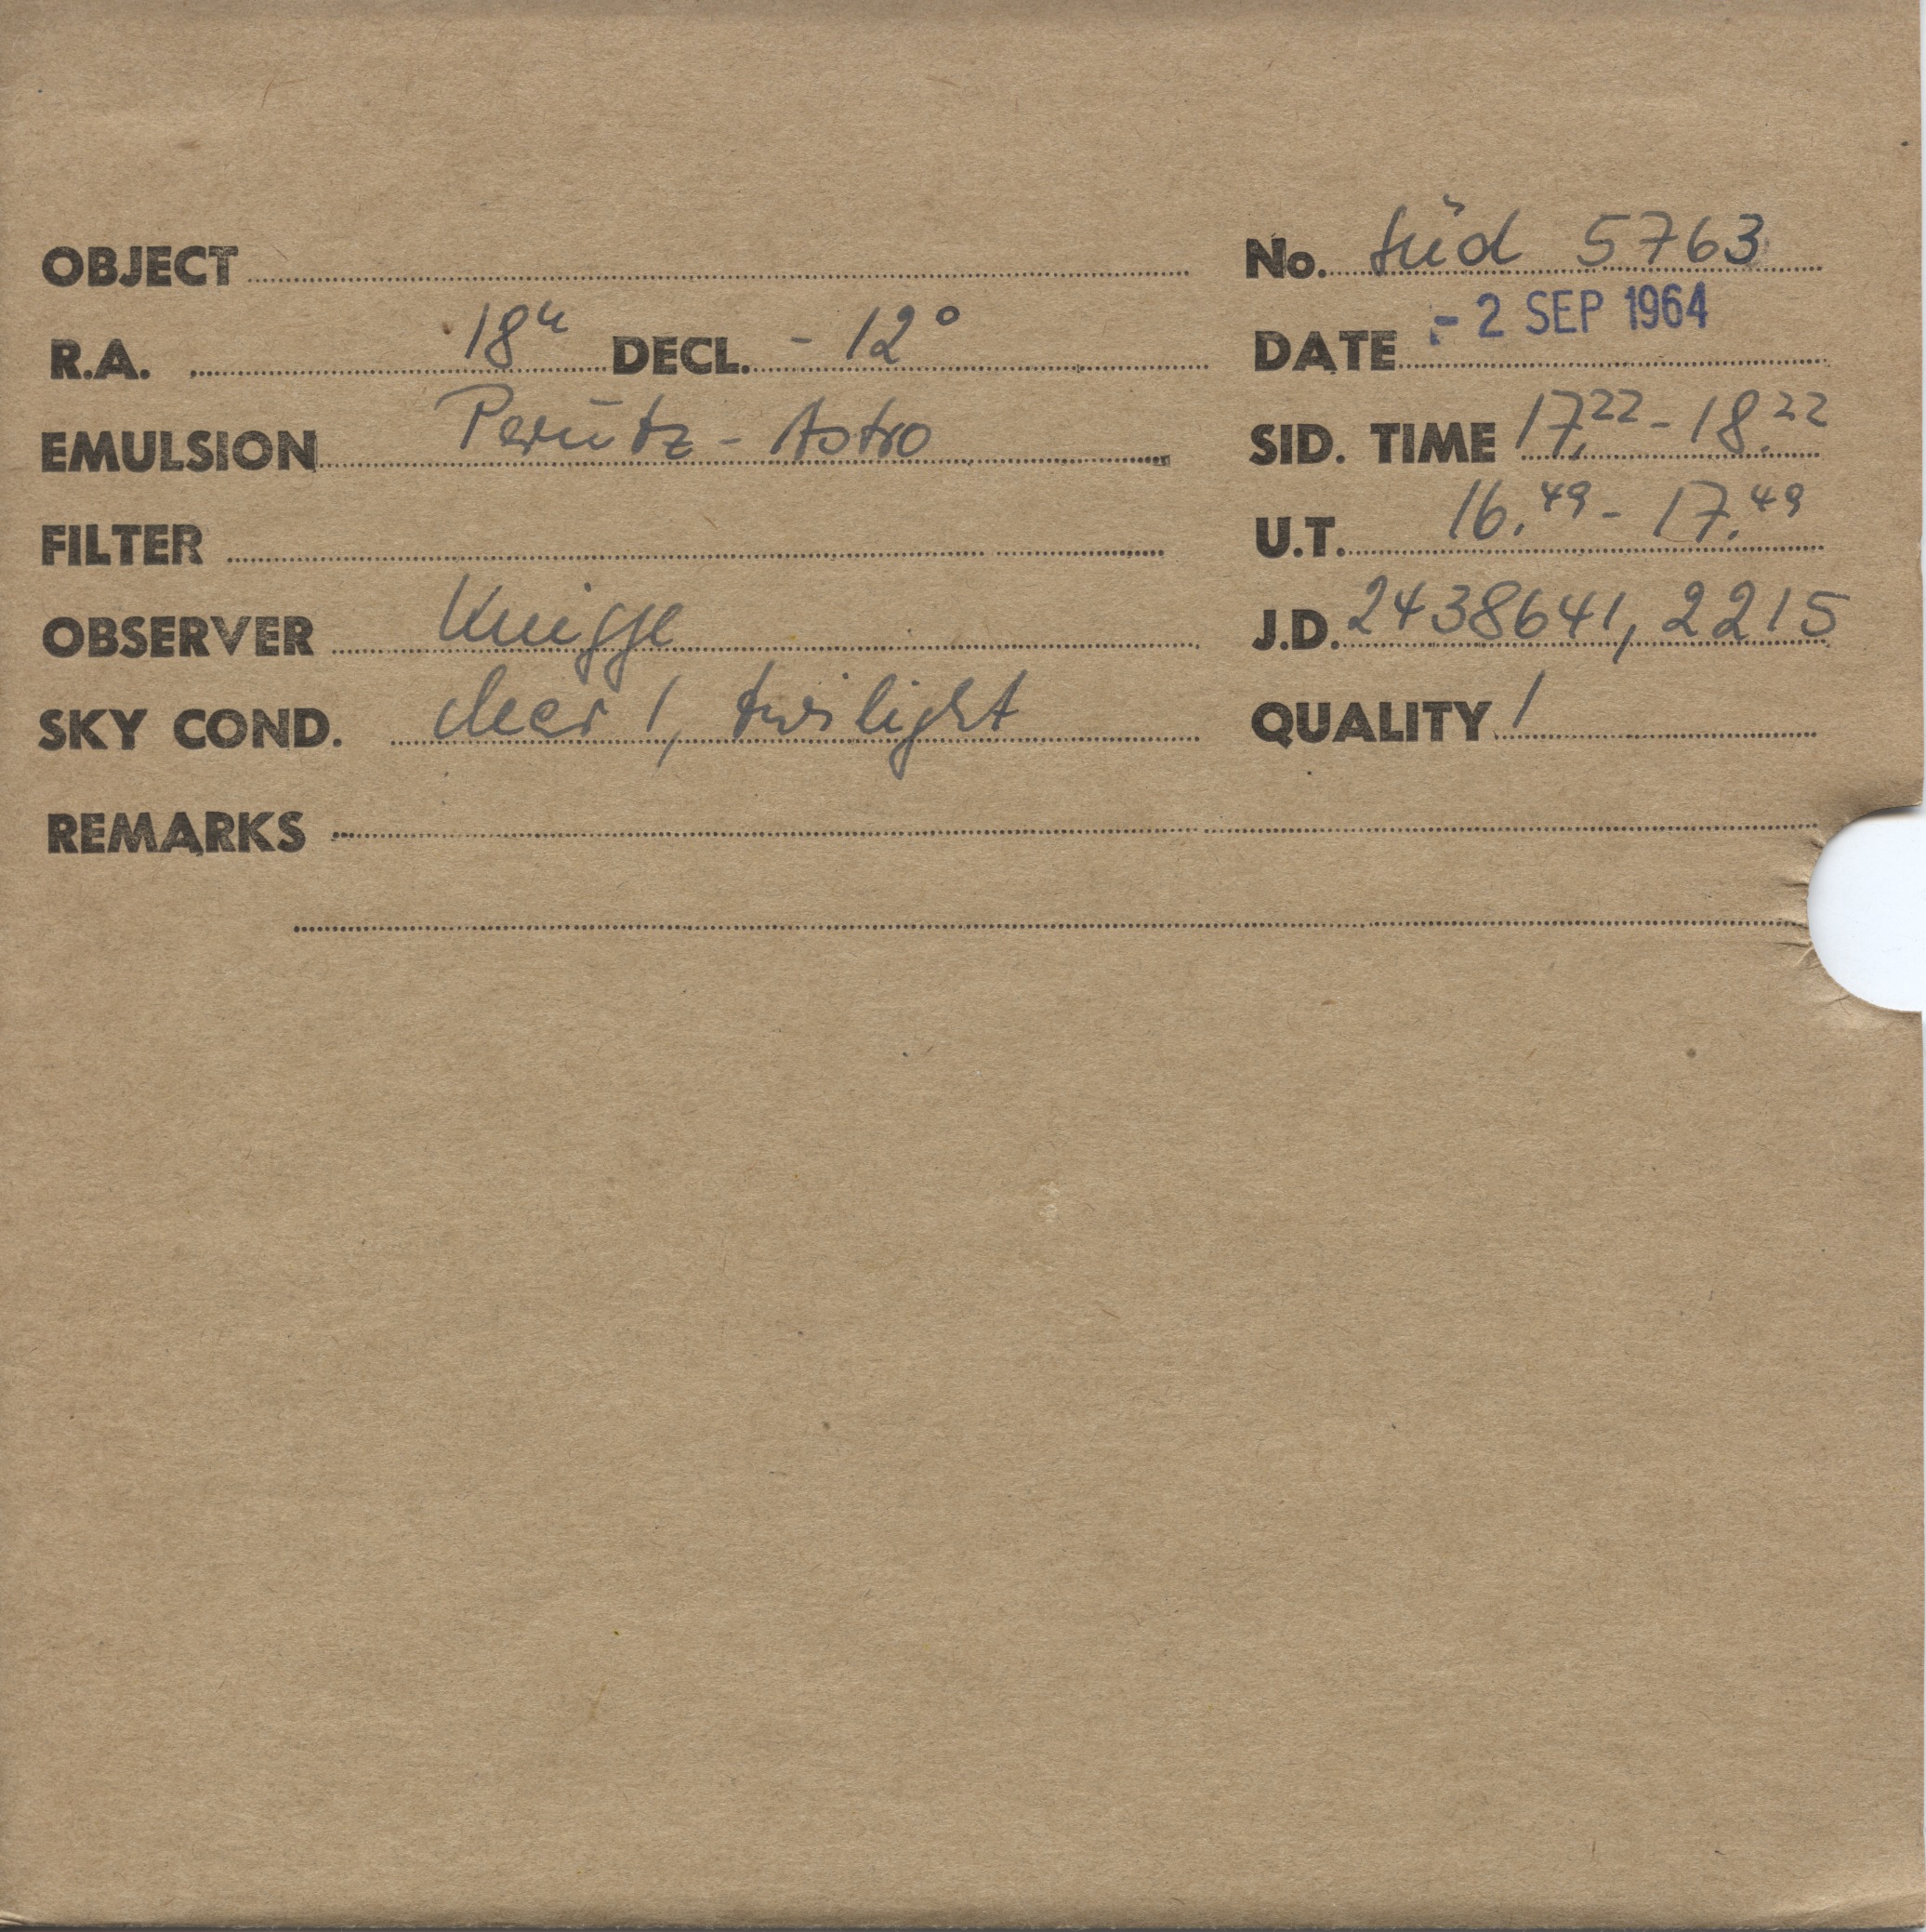 OBJECT No. Süd 5763
R.A. 18h DECL. - 12° DATE - 2 SEP 1964
EMULSION Perutz - Astro SID. TIME 17.22 - 18.22
FILTER U.T. 16.49 - 17.49
OBSERVER Knigge J.D. 2438641,2215
SKY COND. clear 1, twilight QUALITY 1
REMARKS